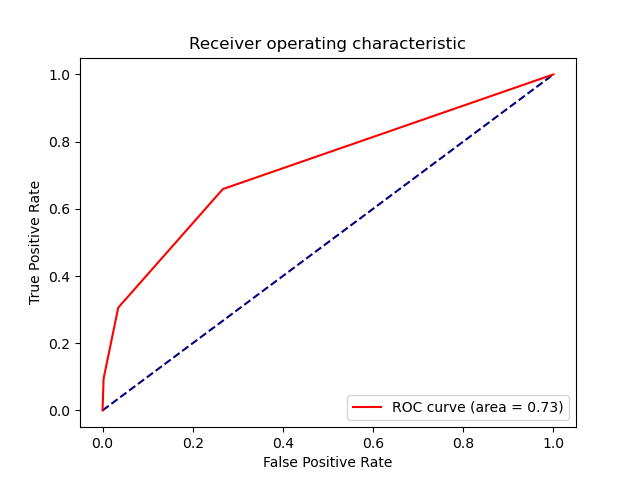 Receiver operating characteristic
True Positive Rate
1.0
0.8
0.6
0.4
0.2
0.0
ROC curve (area = 0.73)
0.0 0.2 0.4 0.6 0.8 1.0
False Positive Rate